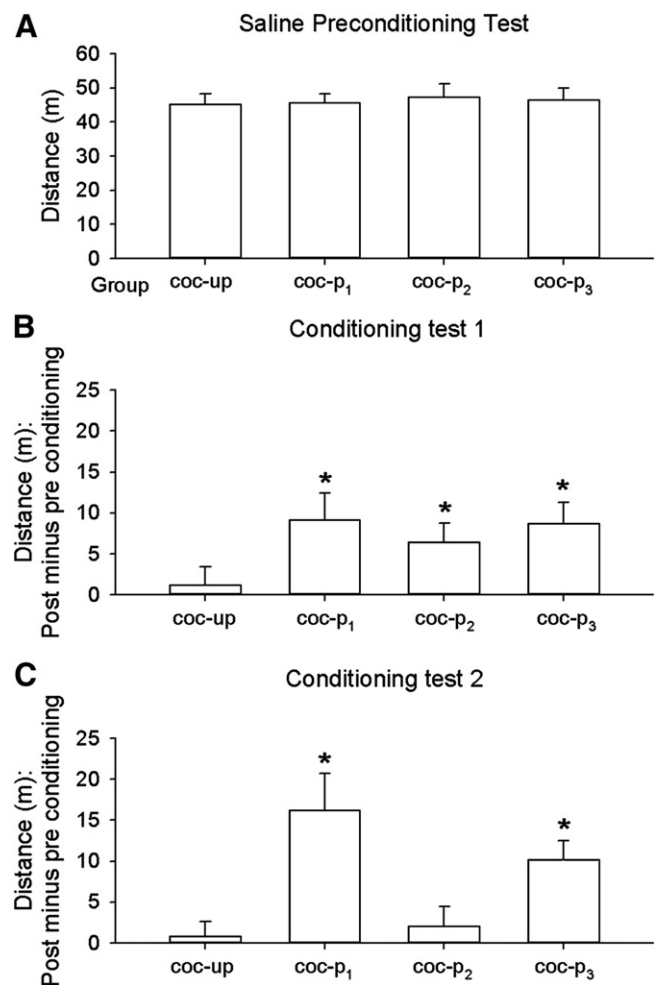 A
Saline Preconditioning Test
Distance (m)
60
50
40
30
20
10
0
Group
coc-up
coc-p₁
coc-p₂
coc-p₃
B
Conditioning test 1
Distance (m):
Post minus pre conditioning
25
20
15
10
5
0
*
*
*
coc-up
coc-p₁
coc-p₂
coc-p₃
C
Conditioning test 2
Distance (m):
Post minus pre conditioning
25
20
15
10
5
0
*
*
coc-up
coc-p₁
coc-p₂
coc-p₃